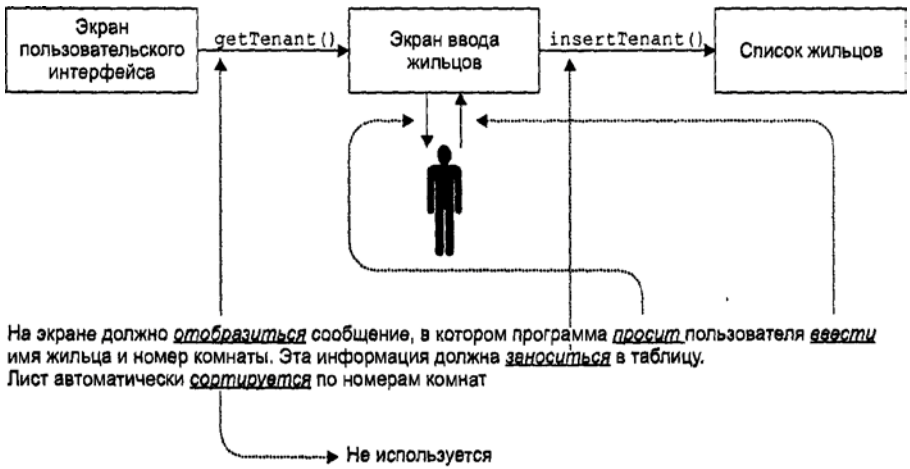 Экран
пользовательского
интерфейса
getTenant()
Экран ввода
жильцов
insertTenant()
Список жильцов
На экране должно отобразиться сообщение, в котором программа просит пользователя ввести
имя жильца и номер комнаты. Эта информация должна заноситься в таблицу.
Лист автоматически сортируется по номерам комнат
Не используется